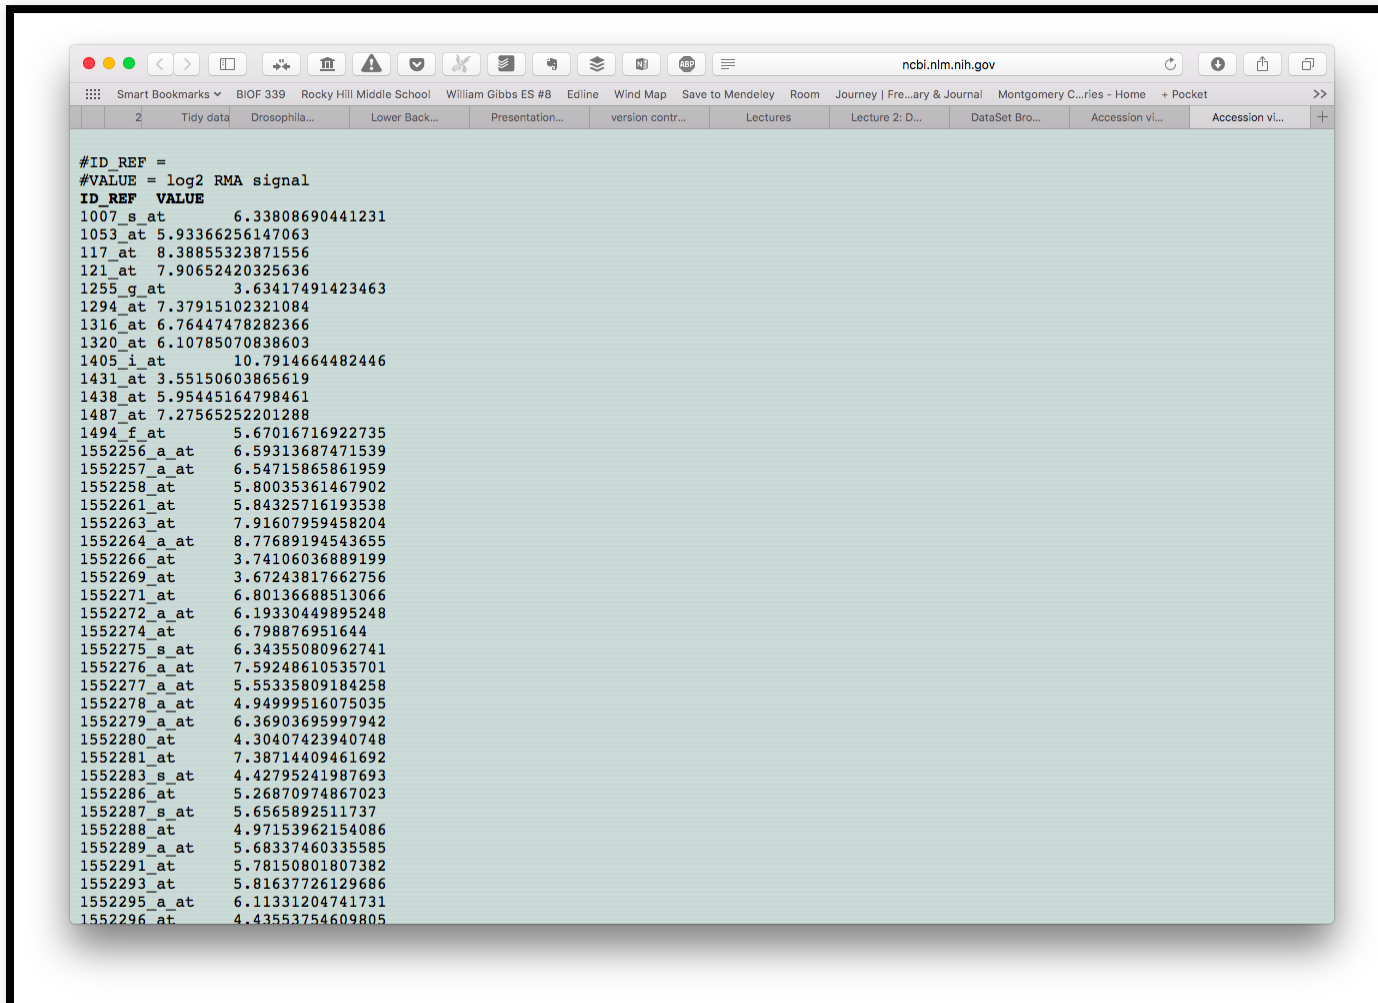 ABP
ncbi.nlm.nih.gov
Smart Bookmarks BIOF 339 Rocky Hill Middle School William Gibbs ES #8 Edline Wind Map Save to Mendeley Room Journey | Fre...ary & Journal Montgomery C...ries - Home + Pocket >>
2 Tidy data Drosophila... Lower Back... Presentation... version contr... Lectures Lecture 2: D... DataSet Bro... Accession vi... Accession vi... +
#ID_REF =
#VALUE = log2 RMA signal
ID_REF VALUE
1007_s_at 6.33808690441231
1053_at 5.93366256147063
117_at 8.38855323871556
121_at 7.90652420325636
1255_g_at 3.63417491423463
1294_at 7.37915102321084
1316_at 6.76447478282366
1320_at 6.10785070838603
1405_i_at 10.7914664482446
1431_at 3.55150603865619
1438_at 5.95445164798461
1487_at 7.27565252201288
1494_f_at 5.67016716922735
1552256_a_at 6.59313687471539
1552257_a_at 6.54715865861959
1552258_at 5.80035361467902
1552261_at 5.84325716193538
1552263_at 7.91607959458204
1552264_a_at 8.77689194543655
1552266_at 3.74106036889199
1552269_at 3.67243817662756
1552271_at 6.80136688513066
1552272_a_at 6.19330449895248
1552274_at 6.798876951644
1552275_s_at 6.34355080962741
1552276_a_at 7.59248610535701
1552277_a_at 5.55335809184258
1552278_a_at 4.94999516075035
1552279_a_at 6.36903695997942
1552280_at 4.30407423940748
1552281_at 7.38714409461692
1552283_s_at 4.42795241987693
1552286_at 5.26870974867023
1552287_s_at 5.6565892511737
1552288_at 4.97153962154086
1552289_a_at 5.68337460335585
1552291_at 5.78150801807382
1552293_at 5.81637726129686
1552295_a_at 6.11331204741731
1552296_at 4.43553754609805